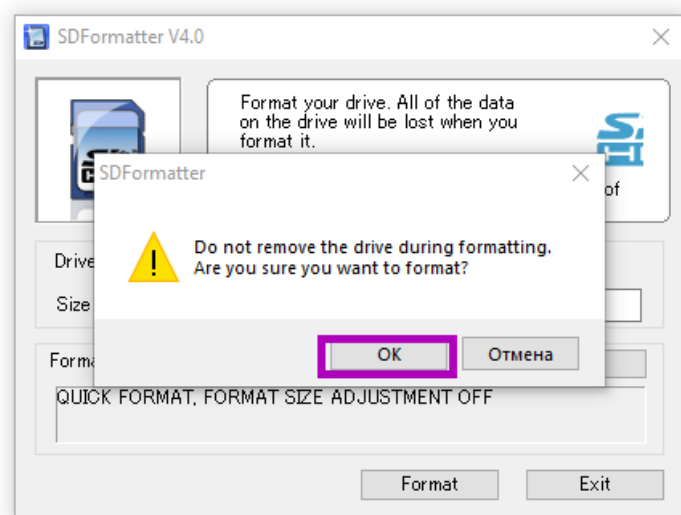 SDFormatter V4.0
Format your drive. All of the data
on the drive will be lost when you
format it.
of
SDFormatter
Do not remove the drive during formatting.
Are you sure you want to format?
OK
Отмена
Drive
Size
QUICK FORMAT, FORMAT SIZE ADJUSTMENT OFF
Format
Exit